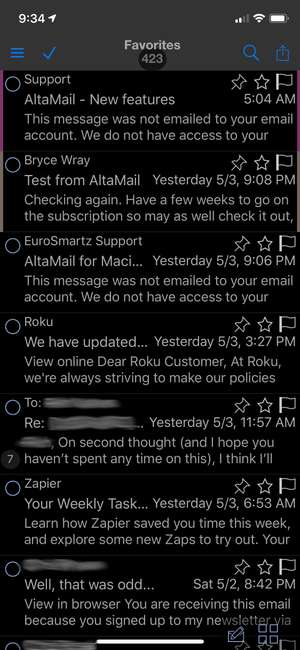 9:34
Favorites
423
Support
AltaMail - New features 5:04 AM
This message was not emailed to your email
account. We do not have access to your
Bryce Wray
Test from AltaMail Yesterday 5/3, 9:08 PM
Checking again. Have a few weeks to go on
the subscription so may as well check it out,
EuroSmartz Support
AltaMail for Maci... Yesterday 5/3, 9:06 PM
This message was not emailed to your email
account. We do not have access to your
Roku
We have updated... Yesterday 5/3, 3:27 PM
View online Dear Roku Customer, At Roku,
we're always striving to make our policies
To:
Re: ... Yesterday 5/3, 11:57 AM
, On second thought (and I hope you
7 haven't spent any time on this), I think I'll
Zapier
Your Weekly Task... Yesterday 5/3, 6:53 AM
Learn how Zapier saved you time this week,
and explore some new Zaps to try out. Your
Well, that was odd... Sat 5/2, 8:42 PM
View in browser You are receiving this email
because you signed up to my newsletter via